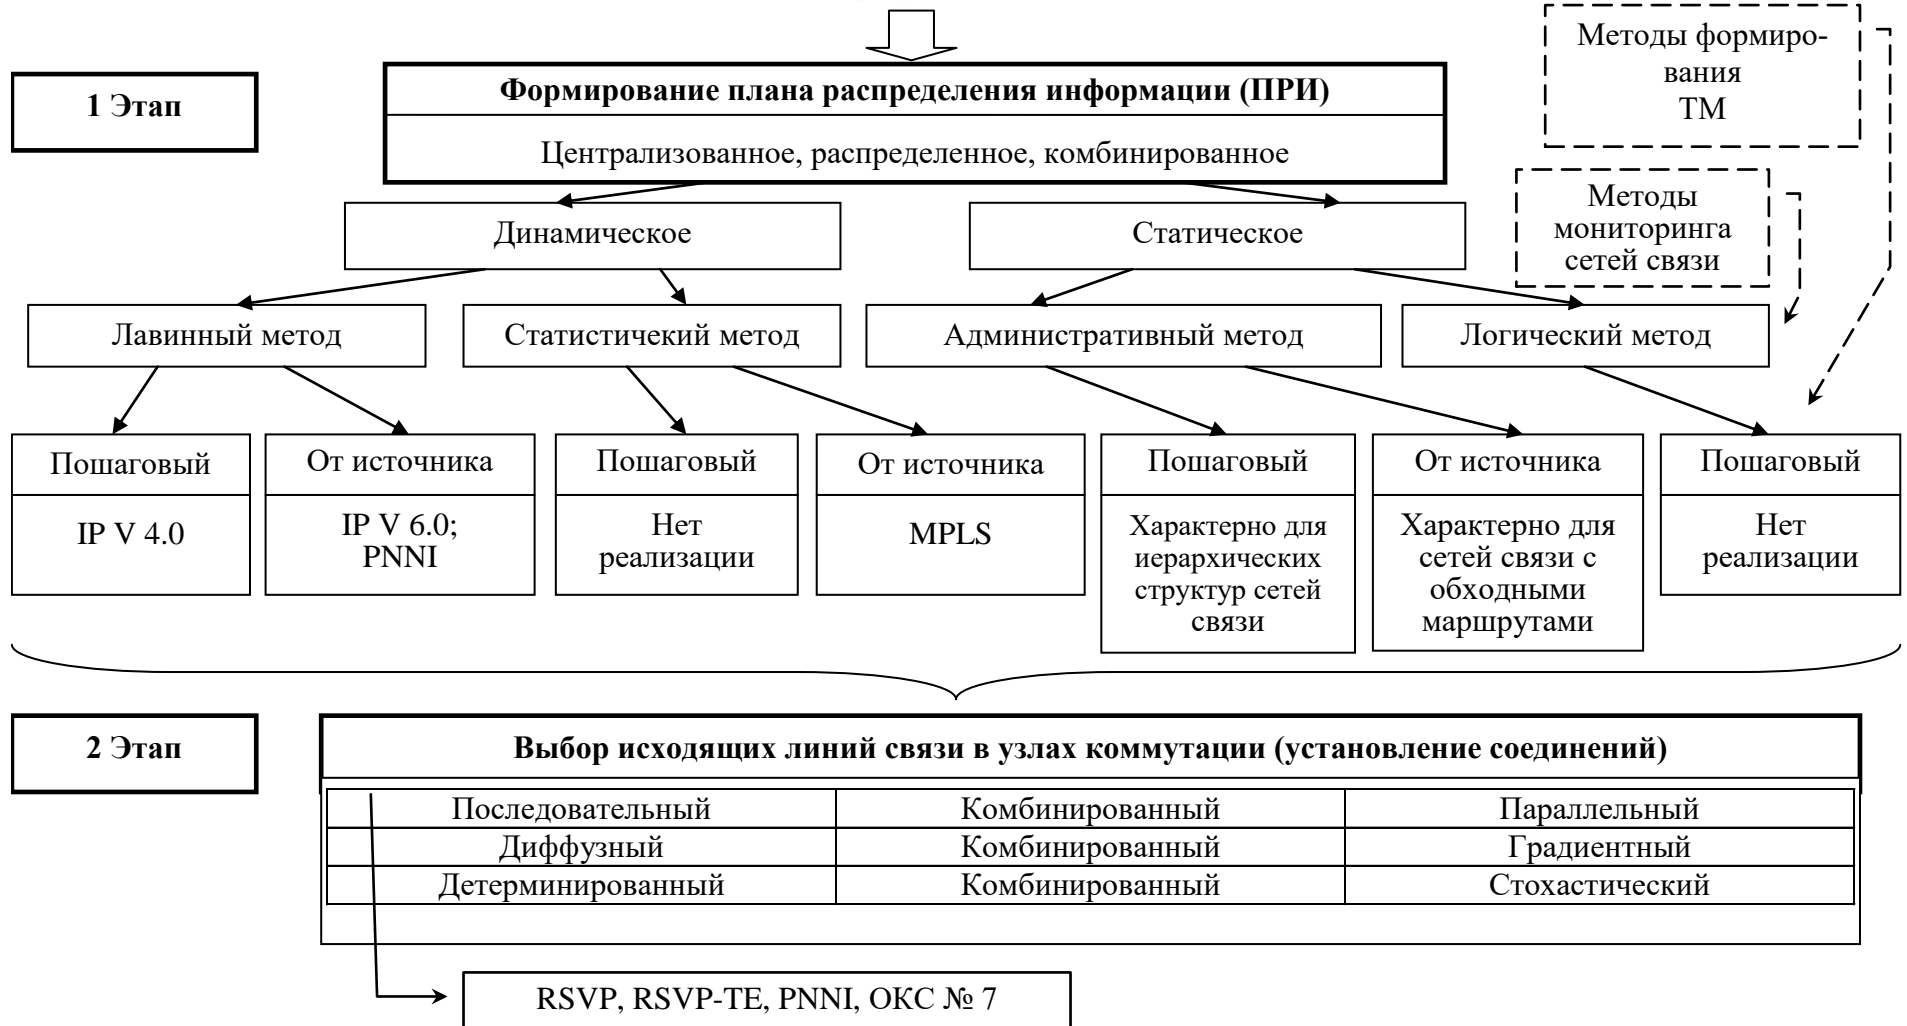 Методы формиро-
вания
ТМ
1 Этап
Формирование плана распределения информации (ПРИ)
Централизованное, распределенное, комбинированное
Методы
мониторинга
сетей связи
Динамическое
Статическое
Лавинный метод
Статистичекий метод
Административный метод
Логический метод
Пошаговый
IP V 4.0
От источника
IP V 6.0;
PNNI
Пошаговый
Нет
реализации
От источника
MPLS
Пошаговый
Характерно для
иерархических
структур сетей
связи
От источника
Характерно для
сетей связи с
обходными
маршрутами
Пошаговый
Нет
реализации
2 Этап
Выбор исходящих линий связи в узлах коммутации (установление соединений)
Последовательный Комбинированный Параллельный
Диффузный Комбинированный Градиентный
Детерминированный Комбинированный Стохастический
RSVP, RSVP-TE, PNNI, ОКС № 7